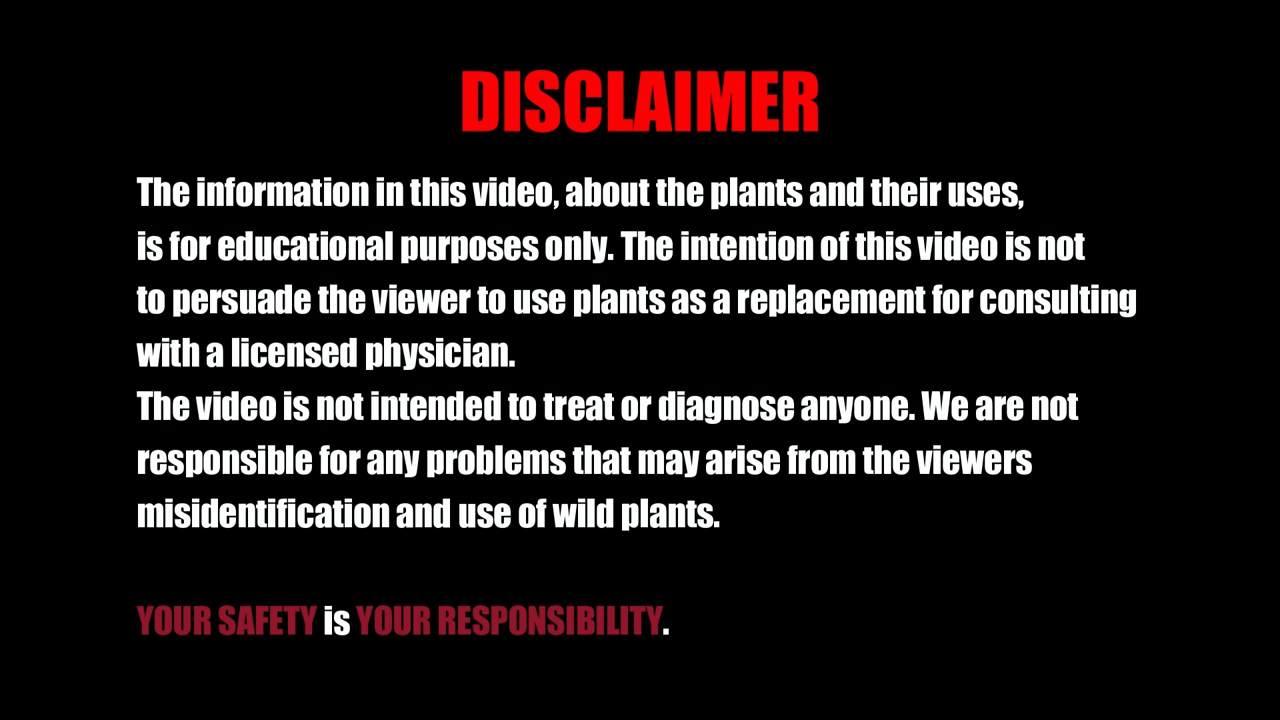 DISCLAIMER
The information in this video, about the plants and their uses,
is for educational purposes only. The intention of this video is not
to persuade the viewer to use plants as a replacement for consulting
with a licensed physician.
The video is not intended to treat or diagnose anyone. We are not
responsible for any problems that may arise from the viewers
misidentification and use of wild plants.
YOUR SAFETY is YOUR RESPONSIBILITY.